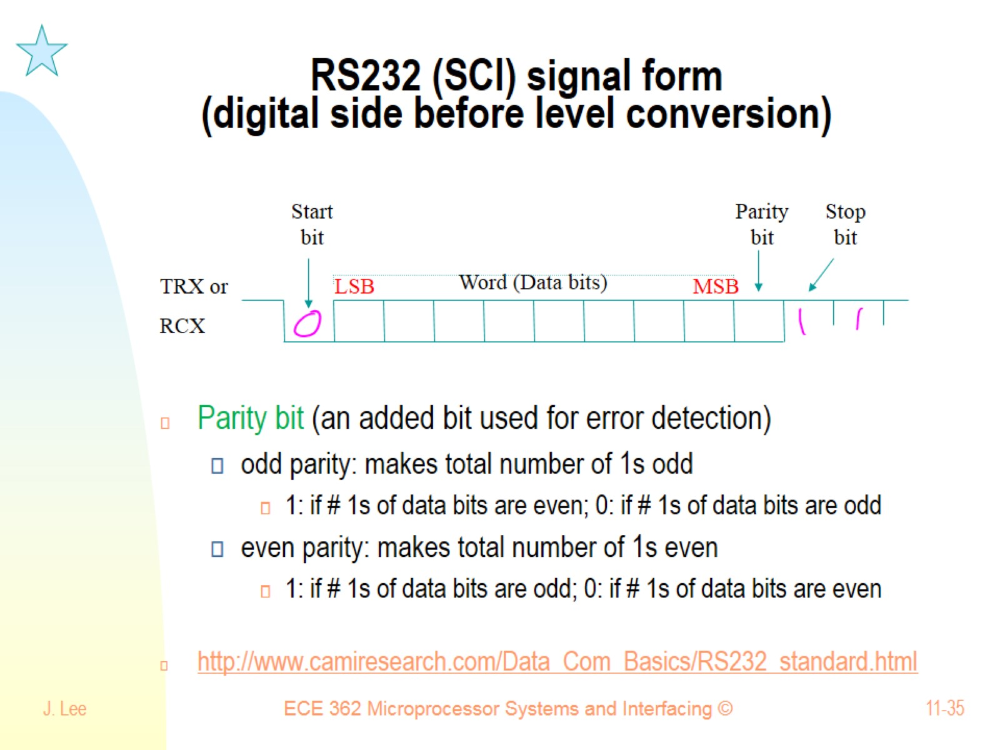 RS232 (SCI) signal form
(digital side before level conversion)
Start
bit
Parity
bit
Stop
bit
TRX or
RCX
LSB
Word (Data bits)
MSB
0
1
1
Parity bit (an added bit used for error detection)
odd parity: makes total number of 1s odd
1: if # 1s of data bits are even; 0: if # 1s of data bits are odd
even parity: makes total number of 1s even
1: if # 1s of data bits are odd; 0: if # 1s of data bits are even
http://www.camiresearch.com/Data_Com_Basics/RS232_standard.html
J. Lee
ECE 362 Microprocessor Systems and Interfacing ©
11-35